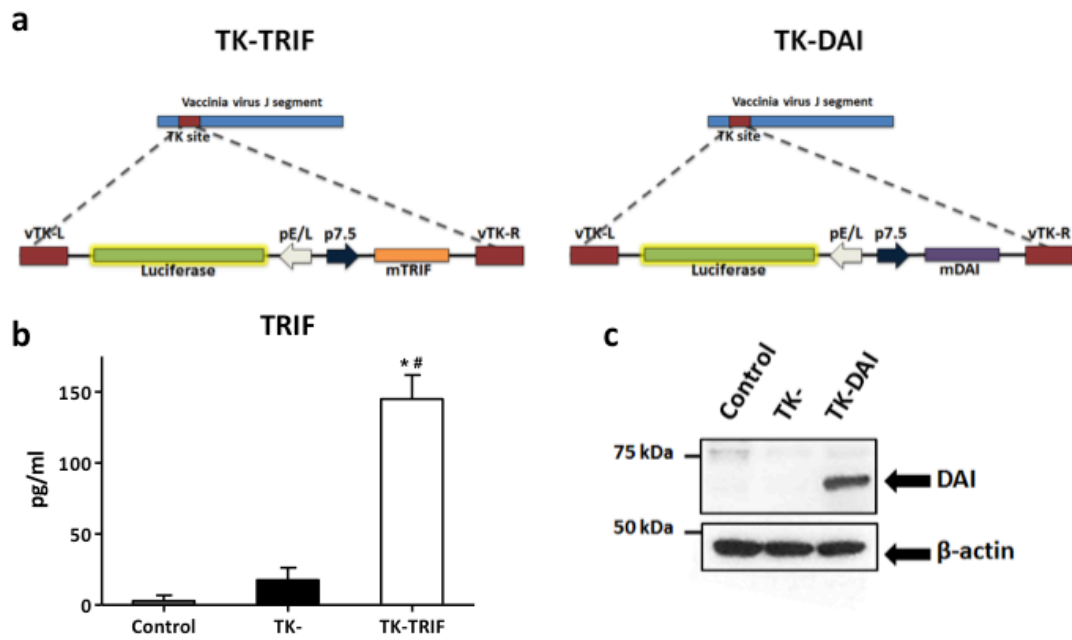 a
TK-TRIF
TK-DAI
Vaccinia virus J segment
TK site
vTK-L
pE/L
p7.5
vTK-R
Luciferase
mTRIF
Vaccinia virus J segment
TK site
vTK-L
pE/L
p7.5
vTK-R
Luciferase
mDAI
b
TRIF
pg/ml
150
100
50
0
* #
Control
TK-
TK-TRIF
c
Control
TK-
TK-DAI
75 kDa
DAI
50 kDa
β-actin